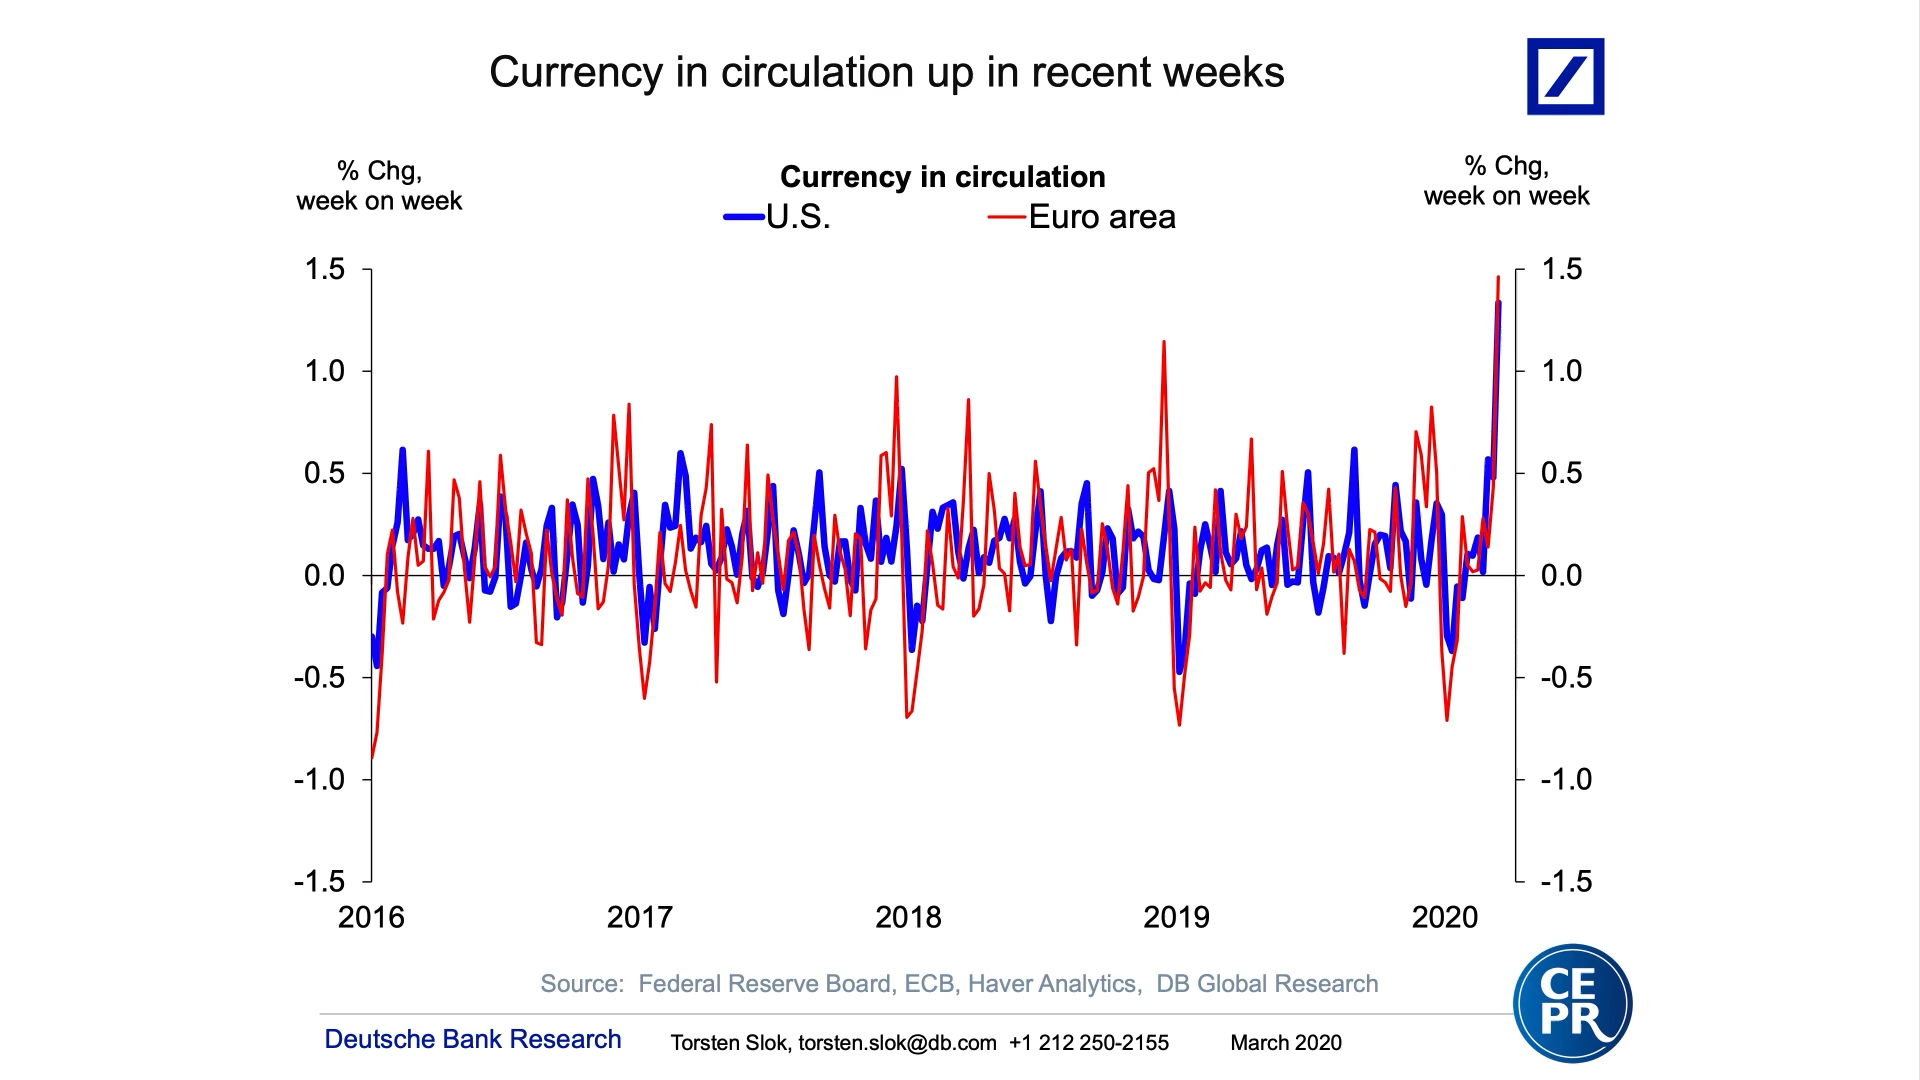 Currency in circulation up in recent weeks
% Chg,
week on week
Currency in circulation
U.S.
Euro area
% Chg,
week on week
1.5
1.0
0.5
0.0
-0.5
-1.0
-1.5
1.5
1.0
0.5
0.0
-0.5
-1.0
-1.5
2016 2017 2018 2019 2020
Source: Federal Reserve Board, ECB, Haver Analytics, DB Global Research
Deutsche Bank Research
Torsten Slok, torsten.slok@db.com +1 212 250-2155
March 2020
CE
PR